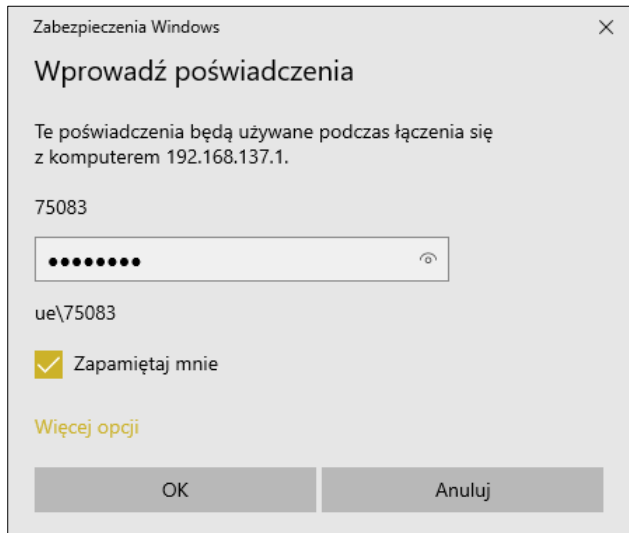 Zabezpieczenia Windows
Wprowadź poświadczenia
Te poświadczenia będą używane podczas łączenia się
z komputerem 192.168.137.1.
75083
●●●●●●●●
ue\75083
Zapamiętaj mnie
Więcej opcji
OK
Anuluj